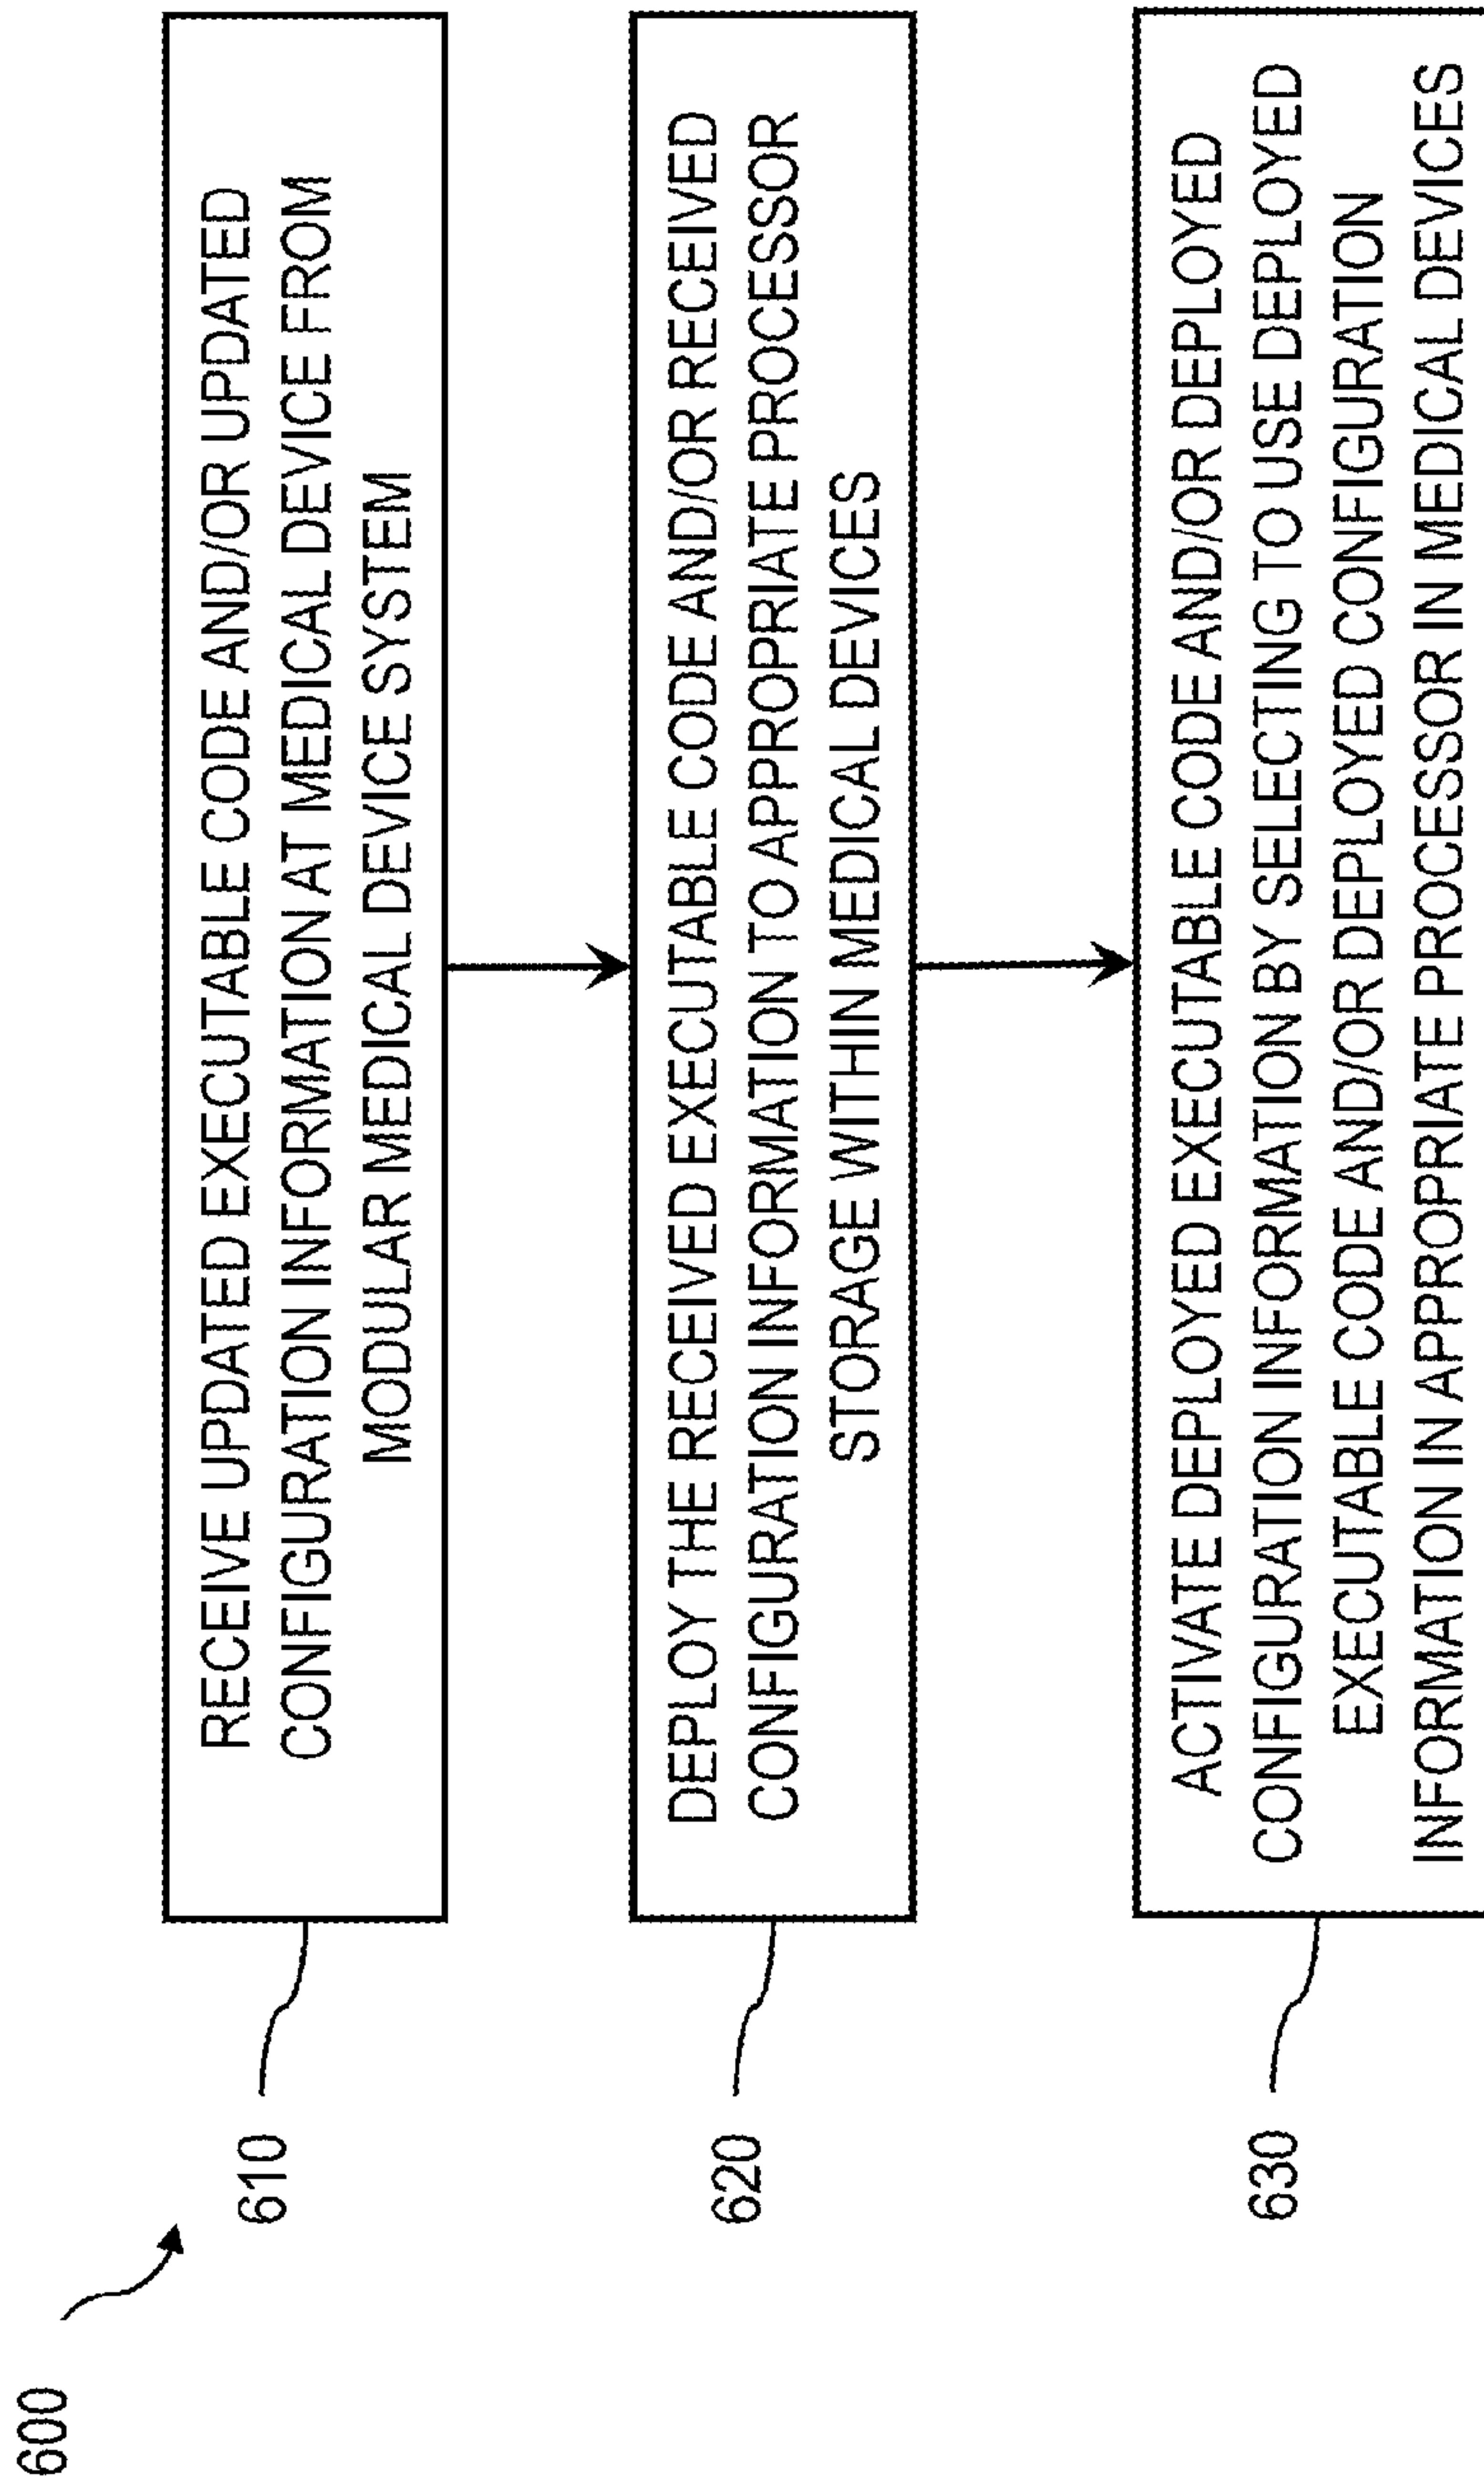 600
610
RECEIVE UPDATED EXECUTABLE CODE AND/OR UPDATED
CONFIGURATION INFORMATION AT MEDICAL DEVICE FROM
MODULAR MEDICAL DEVICE SYSTEM
620
DEPLOY THE RECEIVED EXECUTABLE CODE AND/OR RECEIVED
CONFIGURATION INFORMATION TO APPROPRIATE PROCESSOR
STORAGE WITHIN MEDICAL DEVICES
630
ACTIVATE DEPLOYED EXECUTABLE CODE AND/OR DEPLOYED
CONFIGURATION INFORMATION BY SELECTING TO USE DEPLOYED
EXECUTABLE CODE AND/OR DEPLOYED CONFIGURATION
INFORMATION IN APPROPRIATE PROCESSOR IN MEDICAL DEVICES